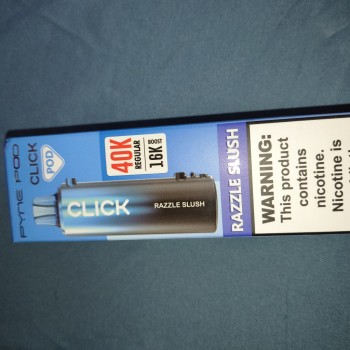 PYNE POD
CLICK
POD
40K
REGULAR
16K
BOOST
CLICK
RAZZLE SLUSH
RAZZLE SLUSH
WARNING:
This product
contains
nicotine.
Nicotine is